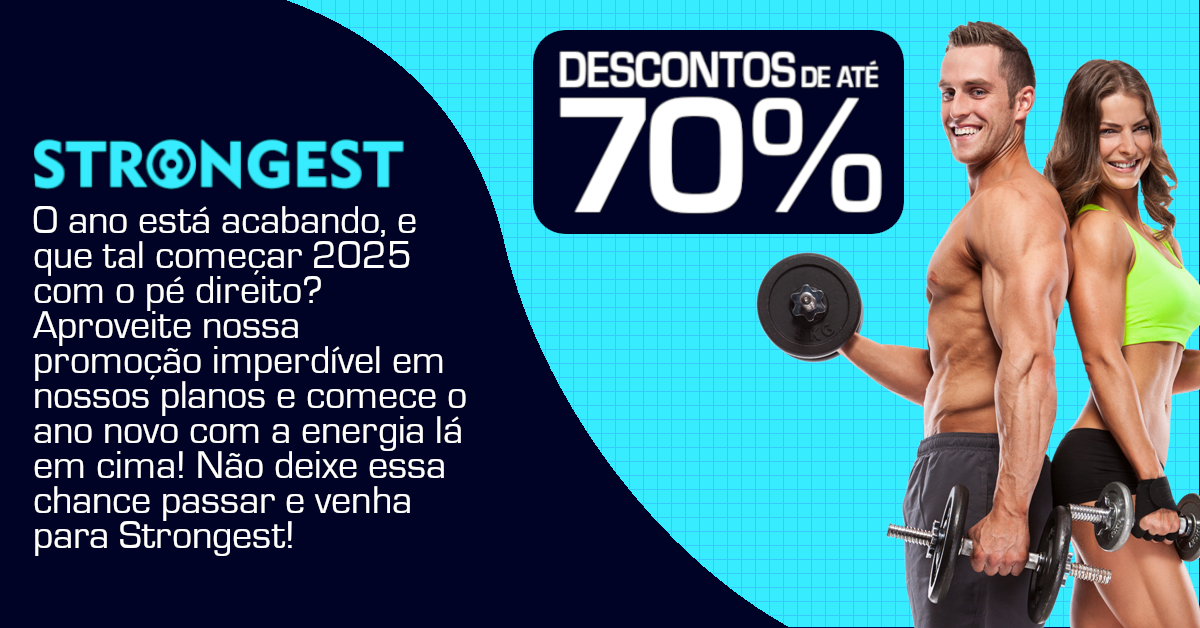 STRONGEST
O ano está acabando, e
que tal começar 2025
com o pé direito?
Aproveite nossa
promoção imperdível em
nossos planos e comece o
ano novo com a energia lá
em cima! Não deixe essa
chance passar e venha
para Strongest!
DESCONTOS DE ATÉ
70%
KG